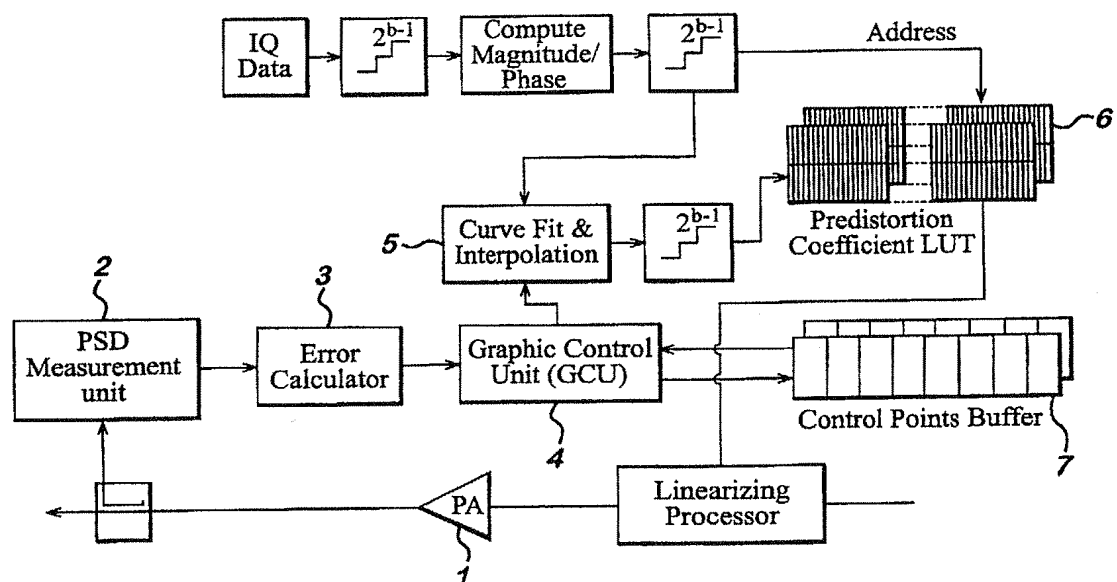 IQ
Data
2^b-1
Compute
Magnitude/
Phase
2^b-1
Address
6
Predistortion
Coefficient LUT
5
Curve Fit &
Interpolation
2^b-1
2
PSD
Measurement
unit
3
Error
Calculator
Graphic Control
Unit (GCU)
4
Control Points Buffer
7
PA
1
Linearizing
Processor